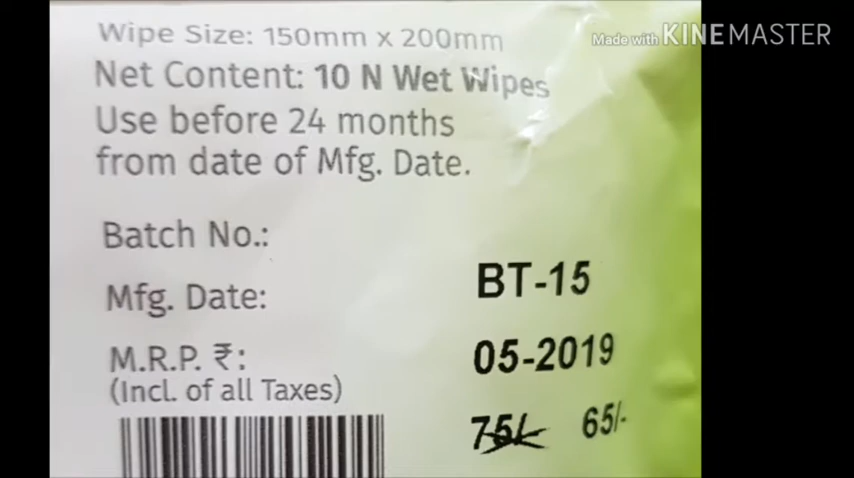 Made with KINEMASTER
Wipe Size: 150mm x 200mm
Net Content: 10 N Wet Wipes
Use before 24 months
from date of Mfg. Date.
Batch No.:
BT-15
Mfg. Date:
05-2019
M.R.P. ₹:
(Incl. of all Taxes)
75/- 65/-